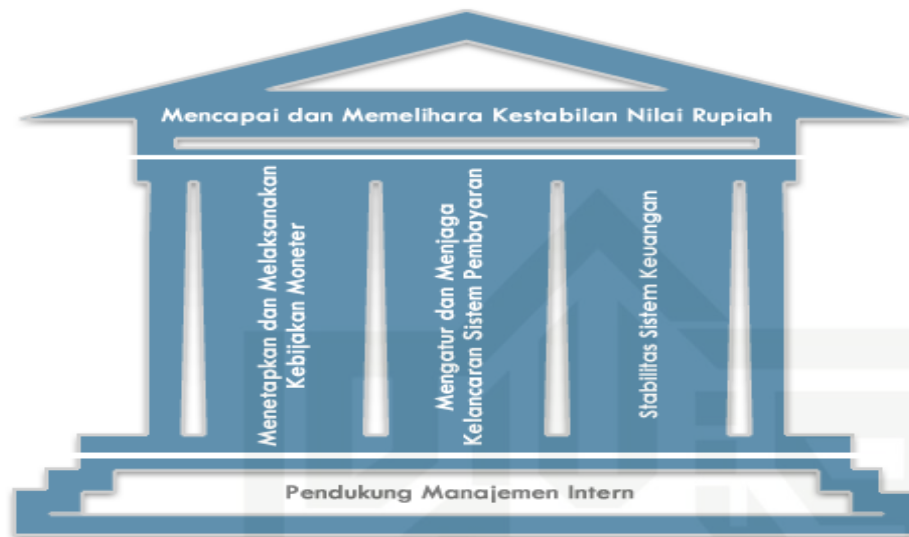 Mencapai dan Memelihara Kestabilan Nilai Rupiah
Menetapkan dan Melaksanakan
Kebijakan Moneter
Mengatur dan Menjaga
Kelancaran Sistem Pembayaran
Stabilitas Sistem Keuangan
Pendukung Manajemen Intern